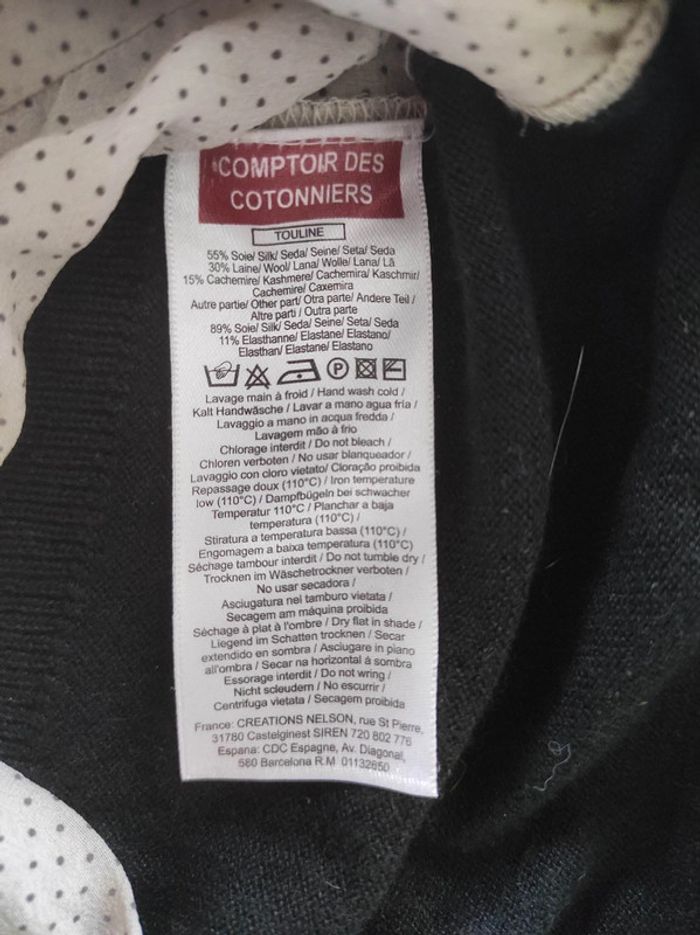 COMPTOIR DES
COTONNIERS
TOULINE
55% Soie/ Silk/ Seda/ Seine/ Seta/ Seda
30% Laine/ Wool/ Lana/ Wolle/ Lana/ Lã
15% Cachemire/ Kashmere/ Cachemira/ Kaschmir/
Cachemire/ Caxemira
Autre partie/ Other part/ Otra parte/ Andere Teil /
Altre parti / Outra parte
89% Soie/ Silk/ Seda/ Seine/ Seta/ Seda
11% Elasthanne/ Elastane/ Elastano/
Elasthan/ Elastane/ Elastano
P
Lavage main à froid / Hand wash cold /
Kalt Handwäsche / Lavar a mano agua fria /
Lavaggio a mano in acqua fredda /
Lavagem mão à frio
Chlorage interdit / Do not bleach /
Chloren verboten / No usar blanqueador /
Lavaggio con cloro vietato/ Cloração proibida
Repassage doux (110°C) / Iron temperature
low (110°C) / Dampfbügeln bei schwacher
Temperatur 110°C / Planchar a baja
temperatura (110°C) /
Stiratura a temperatura bassa (110°C) /
Engomagem a baixa temperatura (110°C)
Séchage tambour interdit / Do not tumble dry /
Trocknen im Wäschetrockner verboten /
No usar secadora /
Asciugatura nel tamburo vietata /
Secagem am máquina proibida
Séchage à plat à l'ombre / Dry flat in shade /
Liegend im Schatten trocknen / Secar
extendido en sombra / Asciugare in piano
all'ombra / Secar na horizontal á sombra
Essorage interdit / Do not wring /
Nicht scleudern / No escurrir /
Centrifuga vietata / Secagem proibida
France: CREATIONS NELSON, rue St Pierre,
31780 Castelginest SIREN 720 802 776
Espana: CDC Espagne, Av. Diagonal,
580 Barcelona R.M 01132650